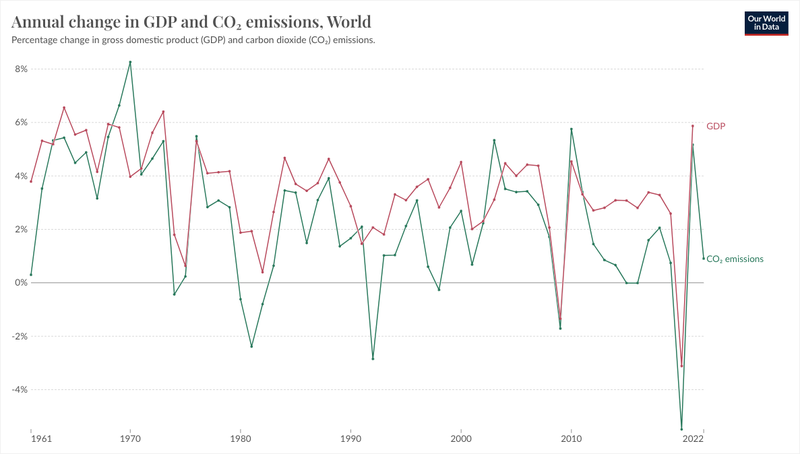 Annual change in GDP and CO₂ emissions, World
Percentage change in gross domestic product (GDP) and carbon dioxide (CO₂) emissions.
Our World
in Data
8%
6%
4%
2%
0%
-2%
-4%
GDP
CO₂ emissions
1961
1970
1980
1990
2000
2010
2022